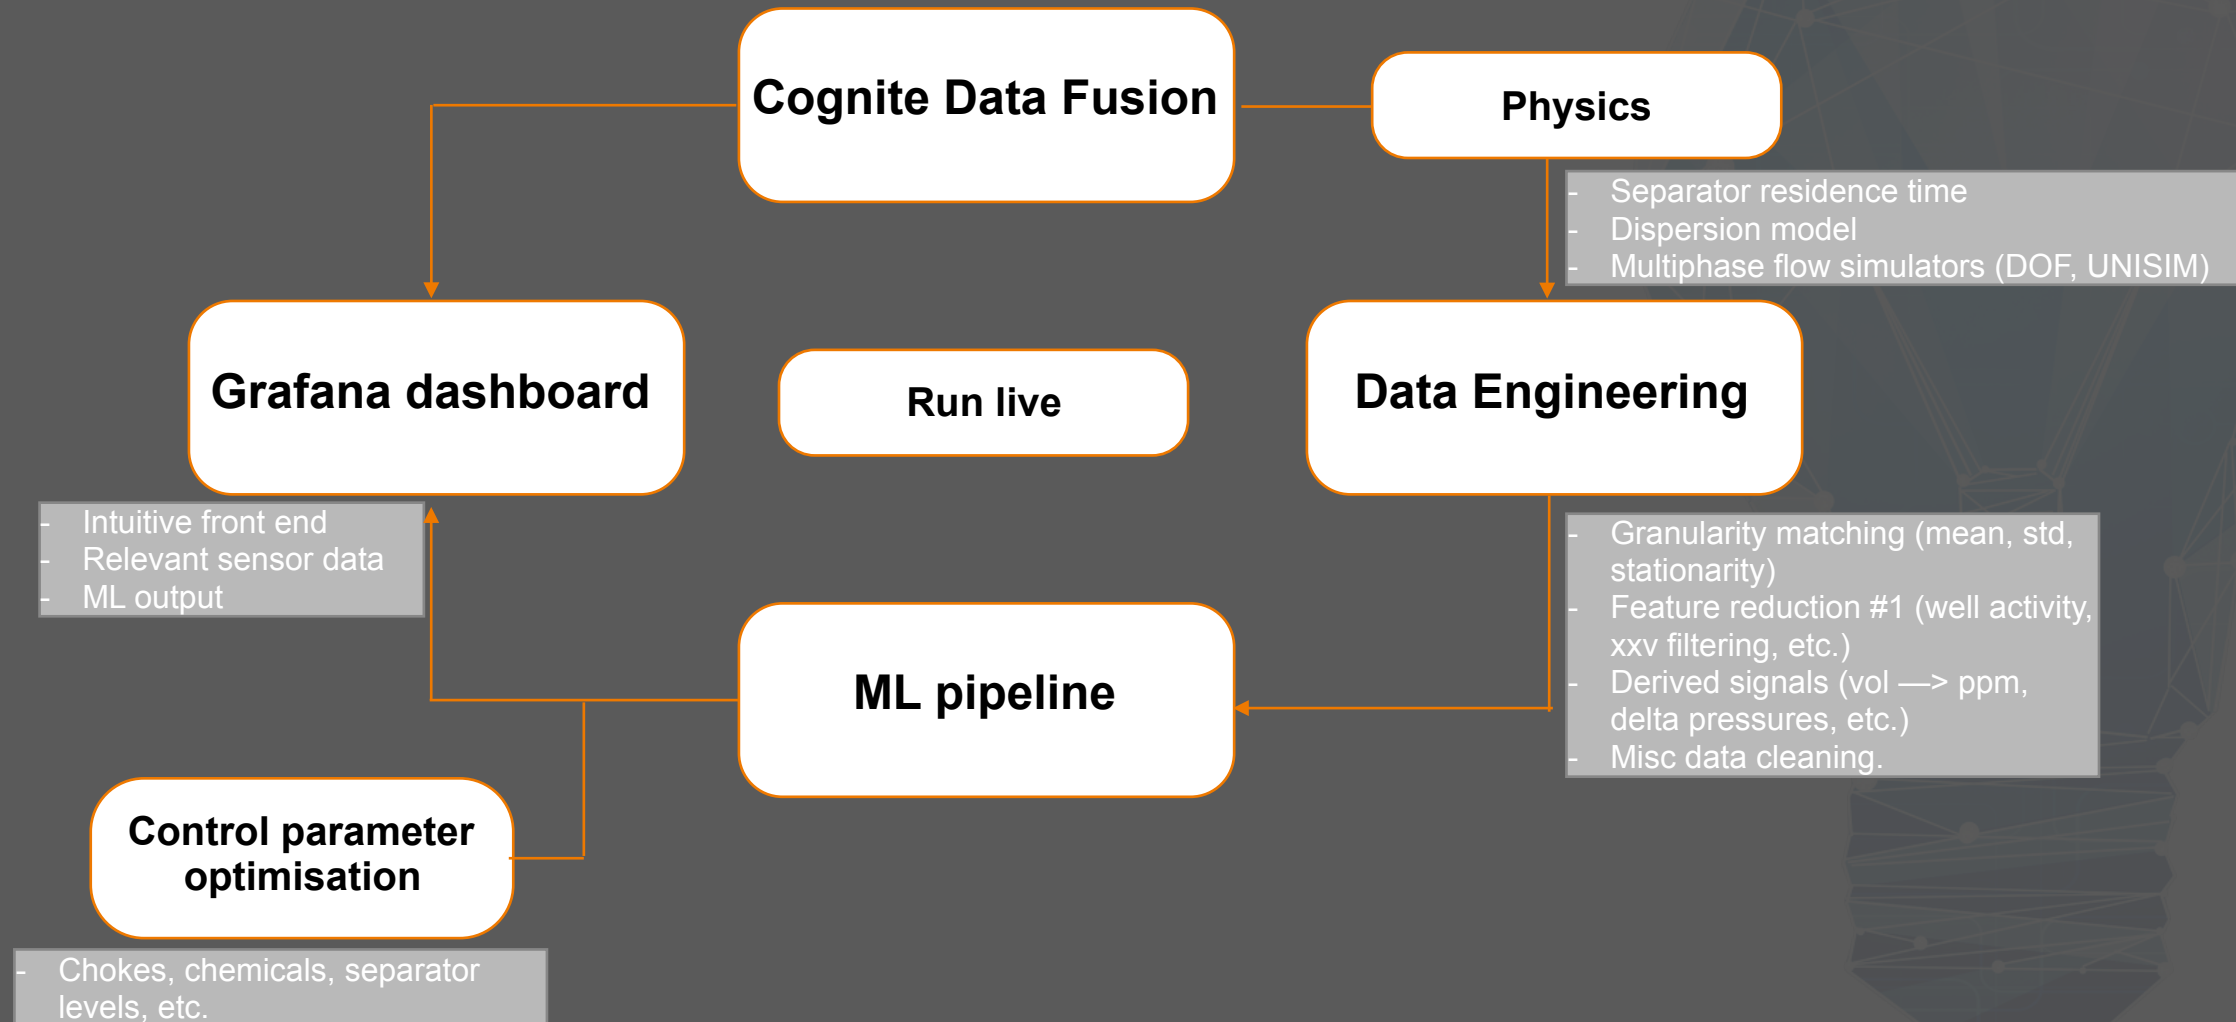 Cognite Data Fusion
Physics
- Separator residence time
- Dispersion model
- Multiphase flow simulators (DOF, UNISIM)
Grafana dashboard
Run live
Data Engineering
- Intuitive front end
- Relevant sensor data
- ML output
- Granularity matching (mean, std,
stationarity)
- Feature reduction #1 (well activity,
xxv filtering, etc.)
- Derived signals (vol —> ppm,
delta pressures, etc.)
- Misc data cleaning.
ML pipeline
Control parameter
optimisation
- Chokes, chemicals, separator
levels, etc.